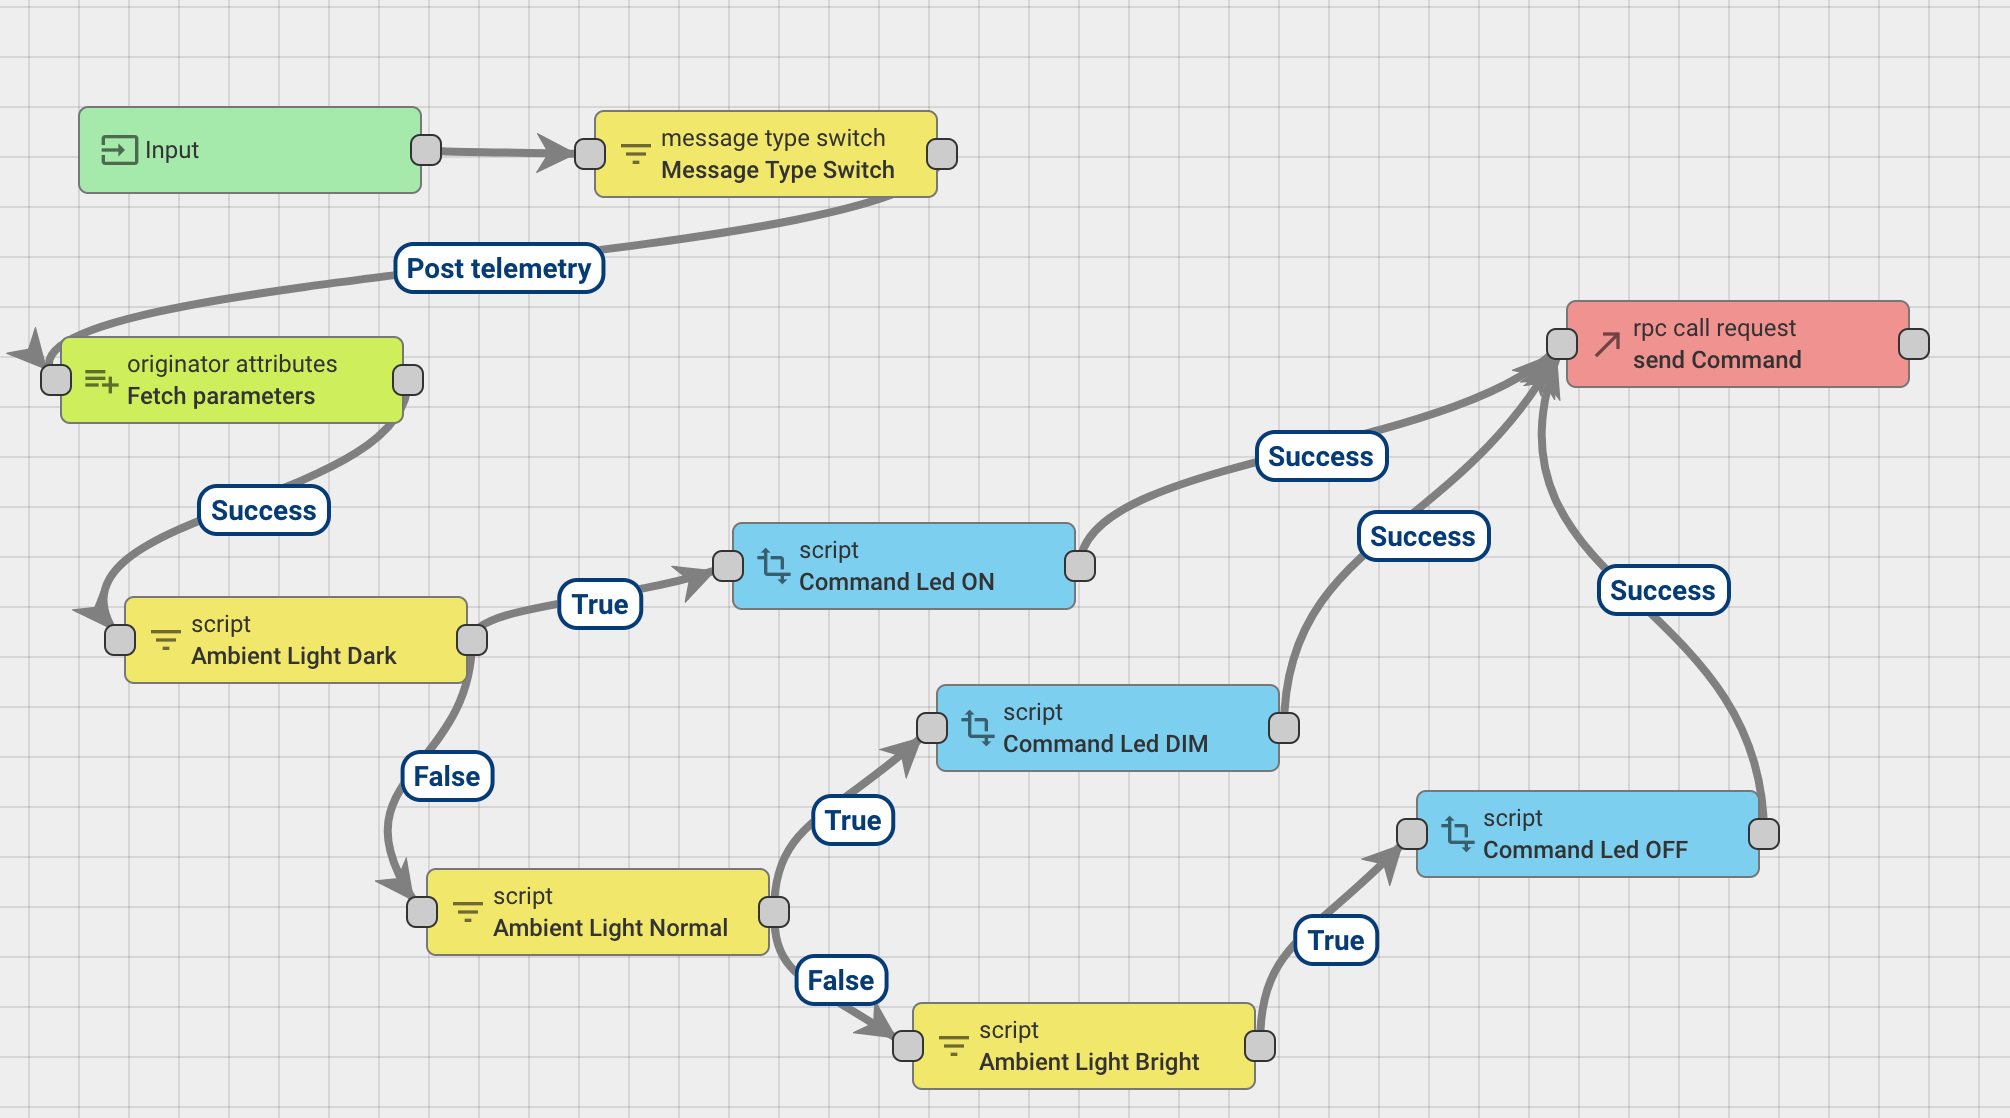 Input
message type switch
Message Type Switch
Post telemetry
originator attributes
Fetch parameters
rpc call request
send Command
Success
Success
Success
script
Command Led ON
True
Success
script
Ambient Light Dark
script
Command Led DIM
False
True
script
Command Led OFF
script
Ambient Light Normal
True
False
script
Ambient Light Bright